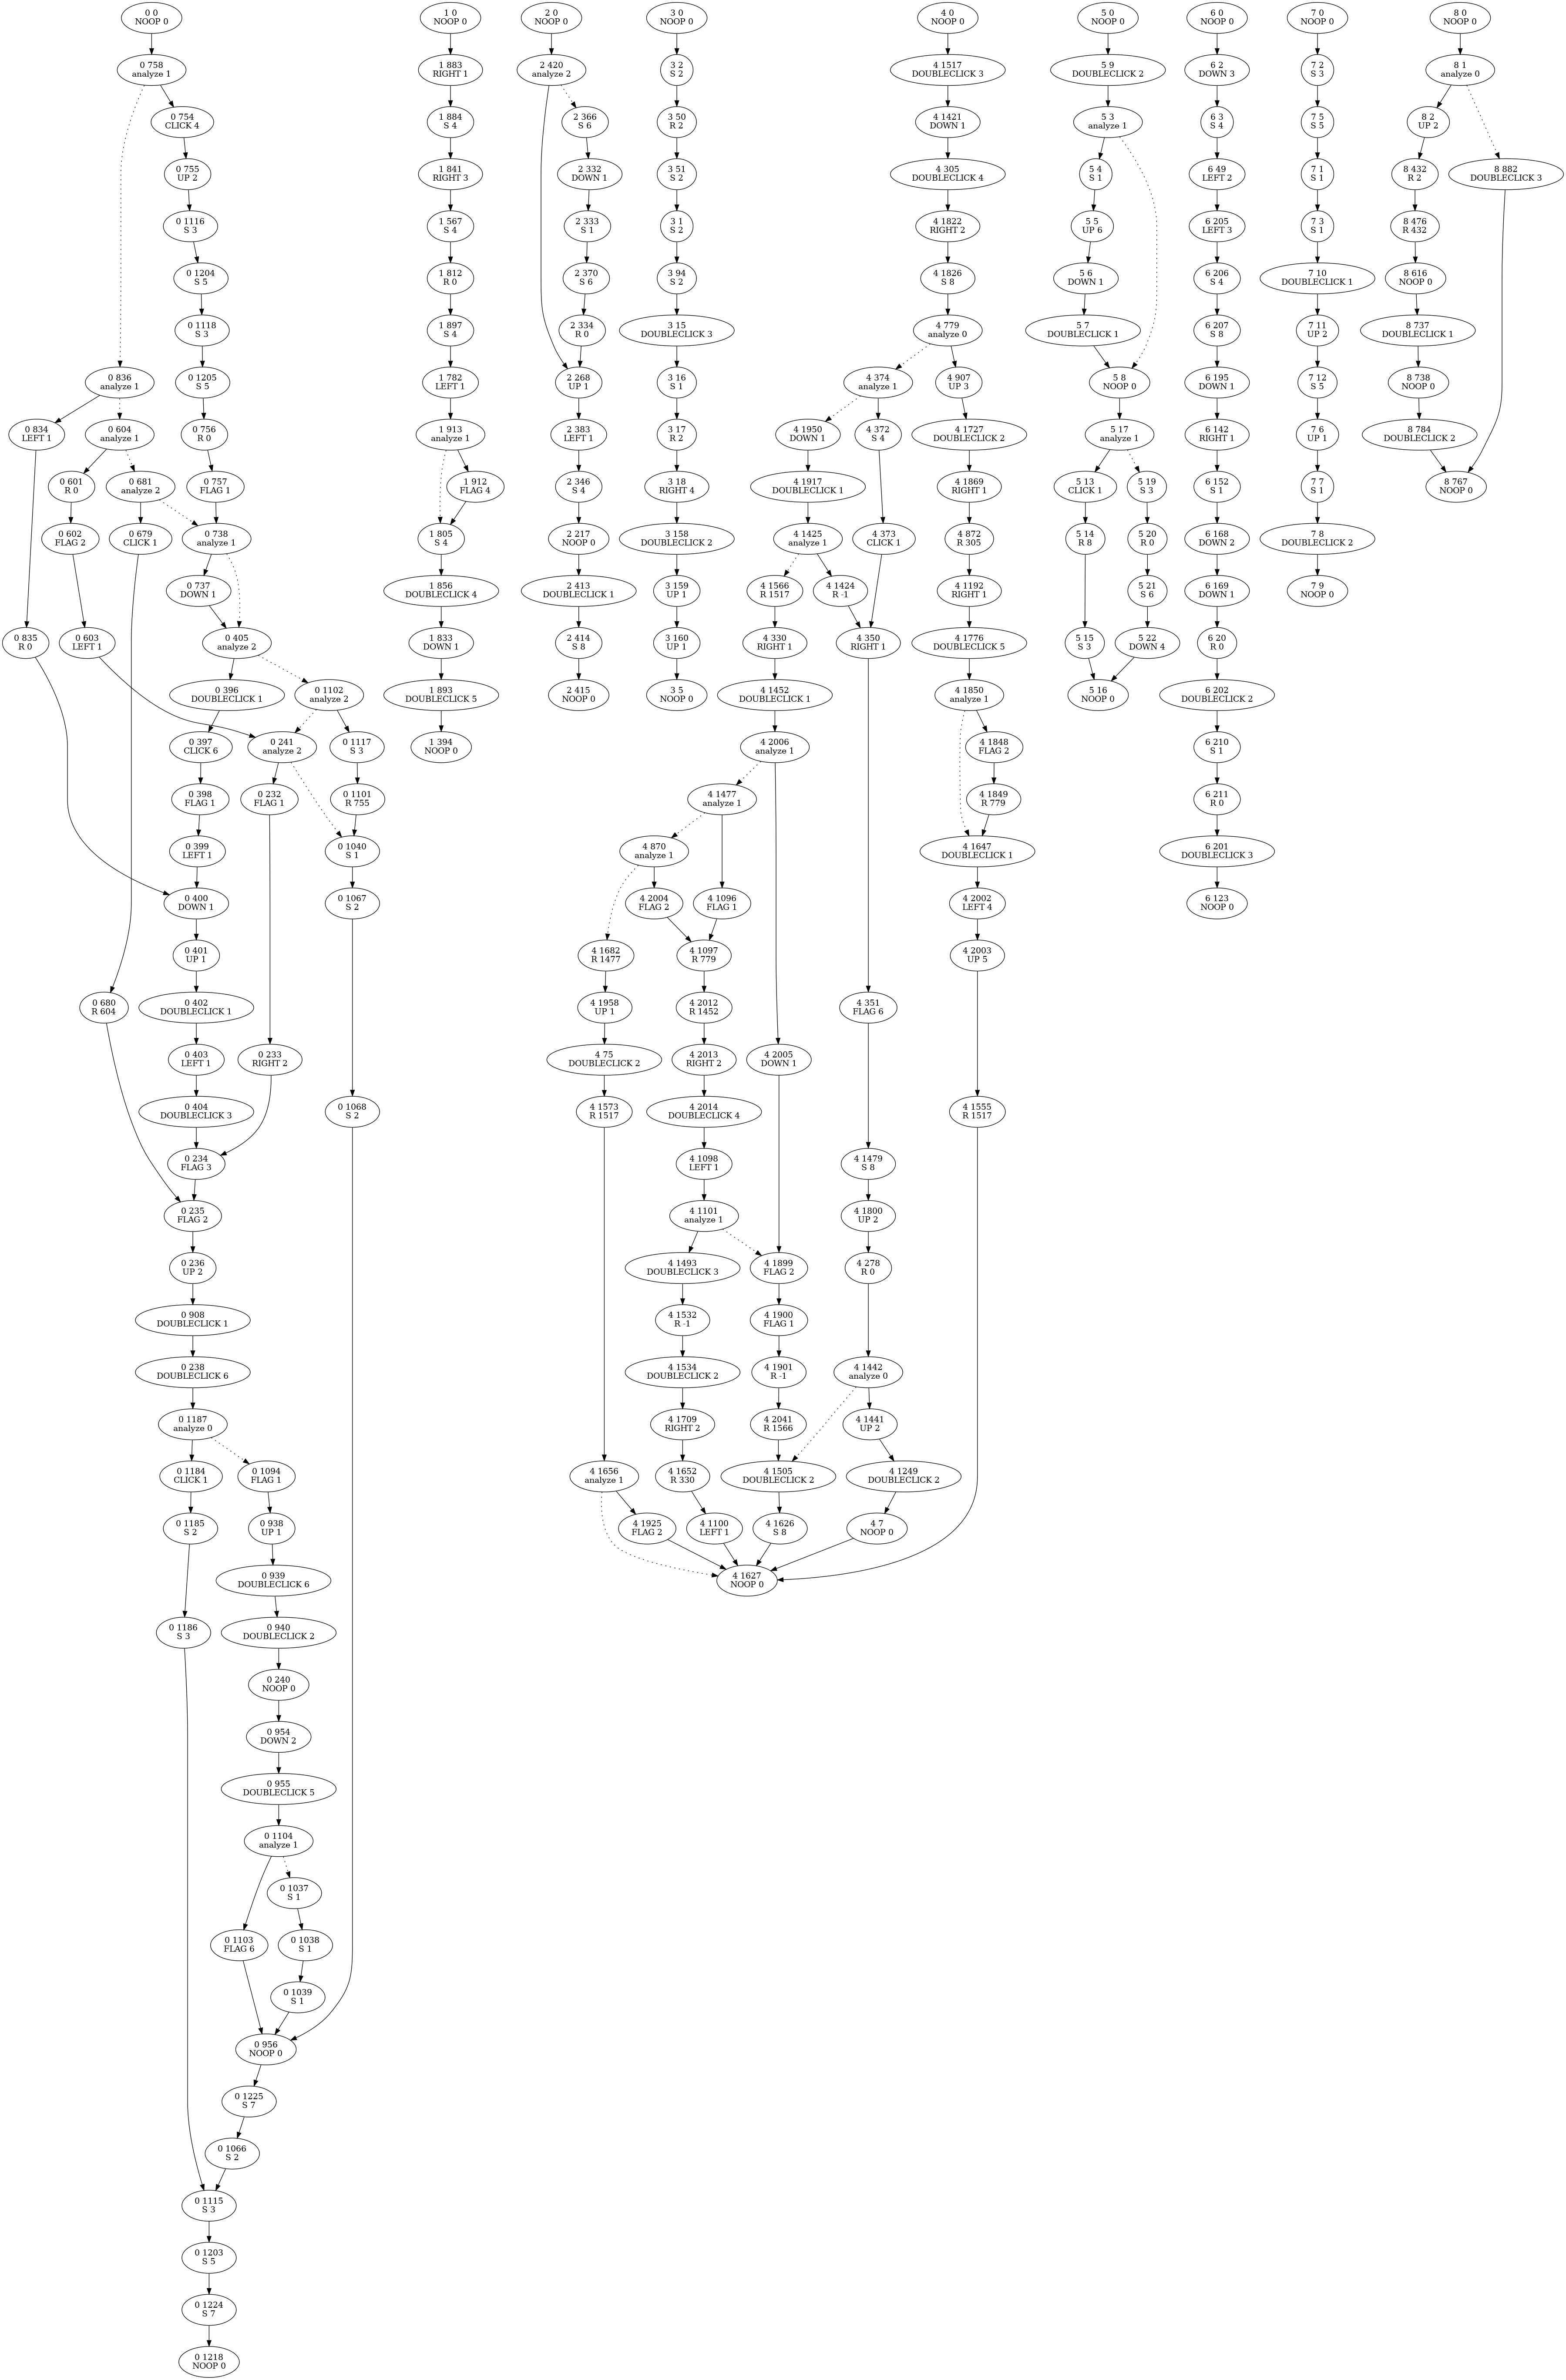 0 0
NOOP 0
0 758
analyze 1
0 754
CLICK 4
0 755
UP 2
0 1116
S 3
0 1204
S 5
0 1118
S 3
0 836
analyze 1
0 1205
S 5
0 834
LEFT 1
0 604
analyze 1
0 756
R 0
0 601
R 0
0 681
analyze 2
0 757
FLAG 1
0 602
FLAG 2
0 679
CLICK 1
0 738
analyze 1
0 737
DOWN 1
0 835
R 0
0 603
LEFT 1
0 405
analyze 2
0 396
DOUBLECLICK 1
0 1102
analyze 2
0 397
CLICK 6
0 241
analyze 2
0 1117
S 3
0 398
FLAG 1
0 232
FLAG 1
0 1101
R 755
0 399
LEFT 1
0 1040
S 1
0 400
DOWN 1
0 1067
S 2
0 401
UP 1
0 680
R 604
0 402
DOUBLECLICK 1
0 403
LEFT 1
0 233
RIGHT 2
0 404
DOUBLECLICK 3
0 1068
S 2
0 234
FLAG 3
0 235
FLAG 2
0 236
UP 2
0 908
DOUBLECLICK 1
0 238
DOUBLECLICK 6
0 1187
analyze 0
0 1184
CLICK 1
0 1094
FLAG 1
0 1185
S 2
0 938
UP 1
0 939
DOUBLECLICK 6
0 1186
S 3
0 940
DOUBLECLICK 2
0 240
NOOP 0
0 954
DOWN 2
0 955
DOUBLECLICK 5
0 1104
analyze 1
0 1037
S 1
0 1103
FLAG 6
0 1038
S 1
0 1039
S 1
0 956
NOOP 0
0 1225
S 7
0 1066
S 2
0 1115
S 3
0 1203
S 5
0 1224
S 7
0 1218
NOOP 0
1 0
NOOP 0
1 883
RIGHT 1
1 884
S 4
1 841
RIGHT 3
1 567
S 4
1 812
R 0
1 897
S 4
1 782
LEFT 1
1 913
analyze 1
1 912
FLAG 4
1 805
S 4
1 856
DOUBLECLICK 4
1 833
DOWN 1
1 893
DOUBLECLICK 5
1 394
NOOP 0
2 0
NOOP 0
2 420
analyze 2
2 366
S 6
2 332
DOWN 1
2 333
S 1
2 370
S 6
2 334
R 0
2 268
UP 1
2 383
LEFT 1
2 346
S 4
2 217
NOOP 0
2 413
DOUBLECLICK 1
2 414
S 8
2 415
NOOP 0
3 0
NOOP 0
3 2
S 2
3 50
R 2
3 51
S 2
3 1
S 2
3 94
S 2
3 15
DOUBLECLICK 3
3 16
S 1
3 17
R 2
3 18
RIGHT 4
3 158
DOUBLECLICK 2
3 159
UP 1
3 160
UP 1
3 5
NOOP 0
4 0
NOOP 0
4 1517
DOUBLECLICK 3
4 1421
DOWN 1
4 305
DOUBLECLICK 4
4 1822
RIGHT 2
4 1826
S 8
4 779
analyze 0
4 374
analyze 1
4 907
UP 3
4 1950
DOWN 1
4 372
S 4
4 1727
DOUBLECLICK 2
4 1917
DOUBLECLICK 1
4 1869
RIGHT 1
4 1425
analyze 1
4 373
CLICK 1
4 872
R 305
4 1566
R 1517
4 1424
R -1
4 1192
RIGHT 1
4 330
RIGHT 1
4 350
RIGHT 1
4 1776
DOUBLECLICK 5
4 1452
DOUBLECLICK 1
4 1850
analyze 1
4 2006
analyze 1
4 1848
FLAG 2
4 1477
analyze 1
4 1849
R 779
4 870
analyze 1
4 1647
DOUBLECLICK 1
4 2004
FLAG 2
4 1096
FLAG 1
4 2002
LEFT 4
4 1682
R 1477
4 1097
R 779
4 2003
UP 5
4 1958
UP 1
4 2012
R 1452
4 351
FLAG 6
4 75
DOUBLECLICK 2
4 2013
RIGHT 2
4 2005
DOWN 1
4 1573
R 1517
4 2014
DOUBLECLICK 4
4 1555
R 1517
4 1098
LEFT 1
4 1479
S 8
4 1101
analyze 1
4 1800
UP 2
4 1493
DOUBLECLICK 3
4 1899
FLAG 2
4 278
R 0
4 1532
R -1
4 1900
FLAG 1
4 1534
DOUBLECLICK 2
4 1901
R -1
4 1442
analyze 0
4 1709
RIGHT 2
4 2041
R 1566
4 1441
UP 2
4 1656
analyze 1
4 1652
R 330
4 1505
DOUBLECLICK 2
4 1249
DOUBLECLICK 2
4 1925
FLAG 2
4 1100
LEFT 1
4 1626
S 8
4 7
NOOP 0
4 1627
NOOP 0
5 0
NOOP 0
5 9
DOUBLECLICK 2
5 3
analyze 1
5 4
S 1
5 5
UP 6
5 6
DOWN 1
5 7
DOUBLECLICK 1
5 8
NOOP 0
5 17
analyze 1
5 13
CLICK 1
5 19
S 3
5 14
R 8
5 20
R 0
5 21
S 6
5 15
S 3
5 22
DOWN 4
5 16
NOOP 0
6 0
NOOP 0
6 2
DOWN 3
6 3
S 4
6 49
LEFT 2
6 205
LEFT 3
6 206
S 4
6 207
S 8
6 195
DOWN 1
6 142
RIGHT 1
6 152
S 1
6 168
DOWN 2
6 169
DOWN 1
6 20
R 0
6 202
DOUBLECLICK 2
6 210
S 1
6 211
R 0
6 201
DOUBLECLICK 3
6 123
NOOP 0
7 0
NOOP 0
7 2
S 3
7 5
S 5
7 1
S 1
7 3
S 1
7 10
DOUBLECLICK 1
7 11
UP 2
7 12
S 5
7 6
UP 1
7 7
S 1
7 8
DOUBLECLICK 2
7 9
NOOP 0
8 0
NOOP 0
8 1
analyze 0
8 2
UP 2
8 432
R 2
8 882
DOUBLECLICK 3
8 476
R 432
8 616
NOOP 0
8 737
DOUBLECLICK 1
8 738
NOOP 0
8 784
DOUBLECLICK 2
8 767
NOOP 0